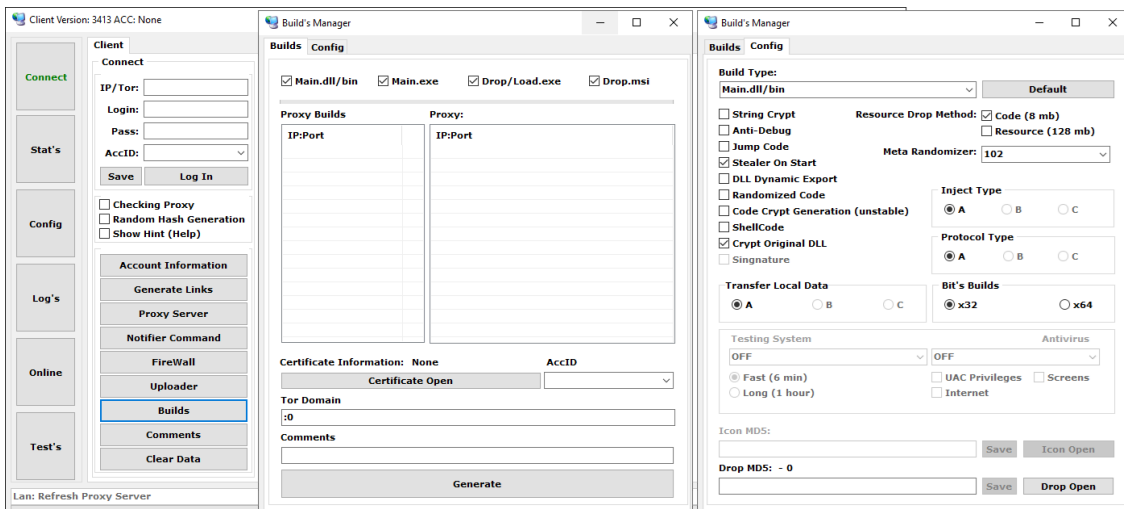 Client Version: 3413 ACC: None
Client
Connect
Connect
IP/Tor:
Login:
Pass:
AccID:
Save
Log In
Stat's
Config
Log's
Online
Test's
Checking Proxy
Random Hash Generation
Show Hint (Help)
Account Information
Generate Links
Proxy Server
Notifier Command
FireWall
Uploader
Builds
Comments
Clear Data
Lan: Refresh Proxy Server
Build's Manager
Builds Config
Main.dll/bin Main.exe Drop/Load.exe Drop.msi
Proxy Builds Proxy:
IP:Port IP:Port
Certificate Information: None AccID
Certificate Open
Tor Domain
:0
Comments
Generate
Build's Manager
Builds Config
Build Type:
Main.dll/bin Default
String Crypt Resource Drop Method: Code (8 mb)
Anti-Debug Resource (128 mb)
Jump Code Meta Randomizer: 102
Stealer On Start
DLL Dynamic Export
Randomized Code Inject Type
Code Crypt Generation (unstable) A B C
ShellCode
Crypt Original DLL Protocol Type
Singnature A B C
Transfer Local Data Bit's Builds
A B C x32 x64
Testing System Antivirus
OFF OFF
Fast (6 min) UAC Privileges Screens
Long (1 hour) Internet
Icon MD5:
Save Icon Open
Drop MD5: - 0
Save Drop Open